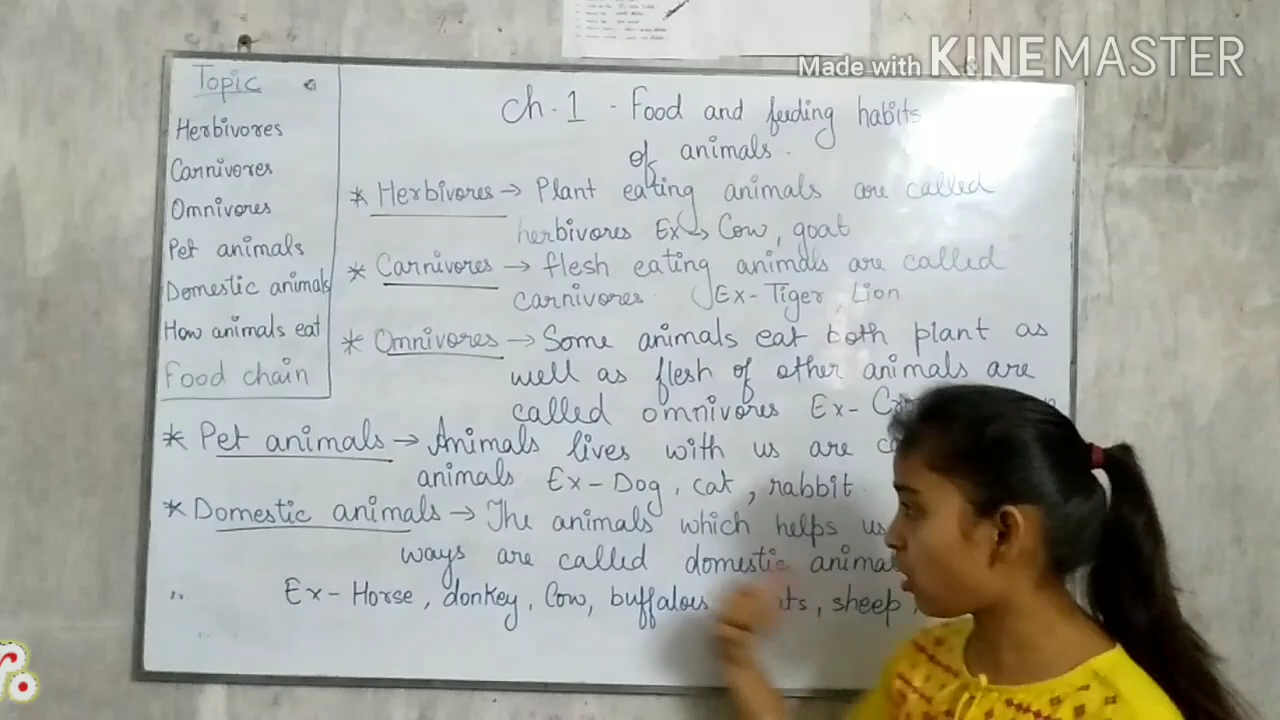 Made with KINEMASTER
Topic
Herbivores
Carnivores
Omnivores
Pet animals
Domestic animals
How animals eat
Food chain
Ch. 1 - Food and feeding habits
of animals.
* Herbivores → Plant eating animals are called
herbivores Ex → Cow, goat
* Carnivores → flesh eating animals are called
carnivores Ex- Tiger, Lion
* Omnivores → Some animals eat both plant as
well as flesh of other animals are
called omnivores Ex-
* Pet animals → Animals lives with us are
animals Ex- Dog, cat, rabbit
* Domestic animals → The animals which helps us
ways are called domestic
Ex- Horse, donkey, Cow, buffalous, sheep,